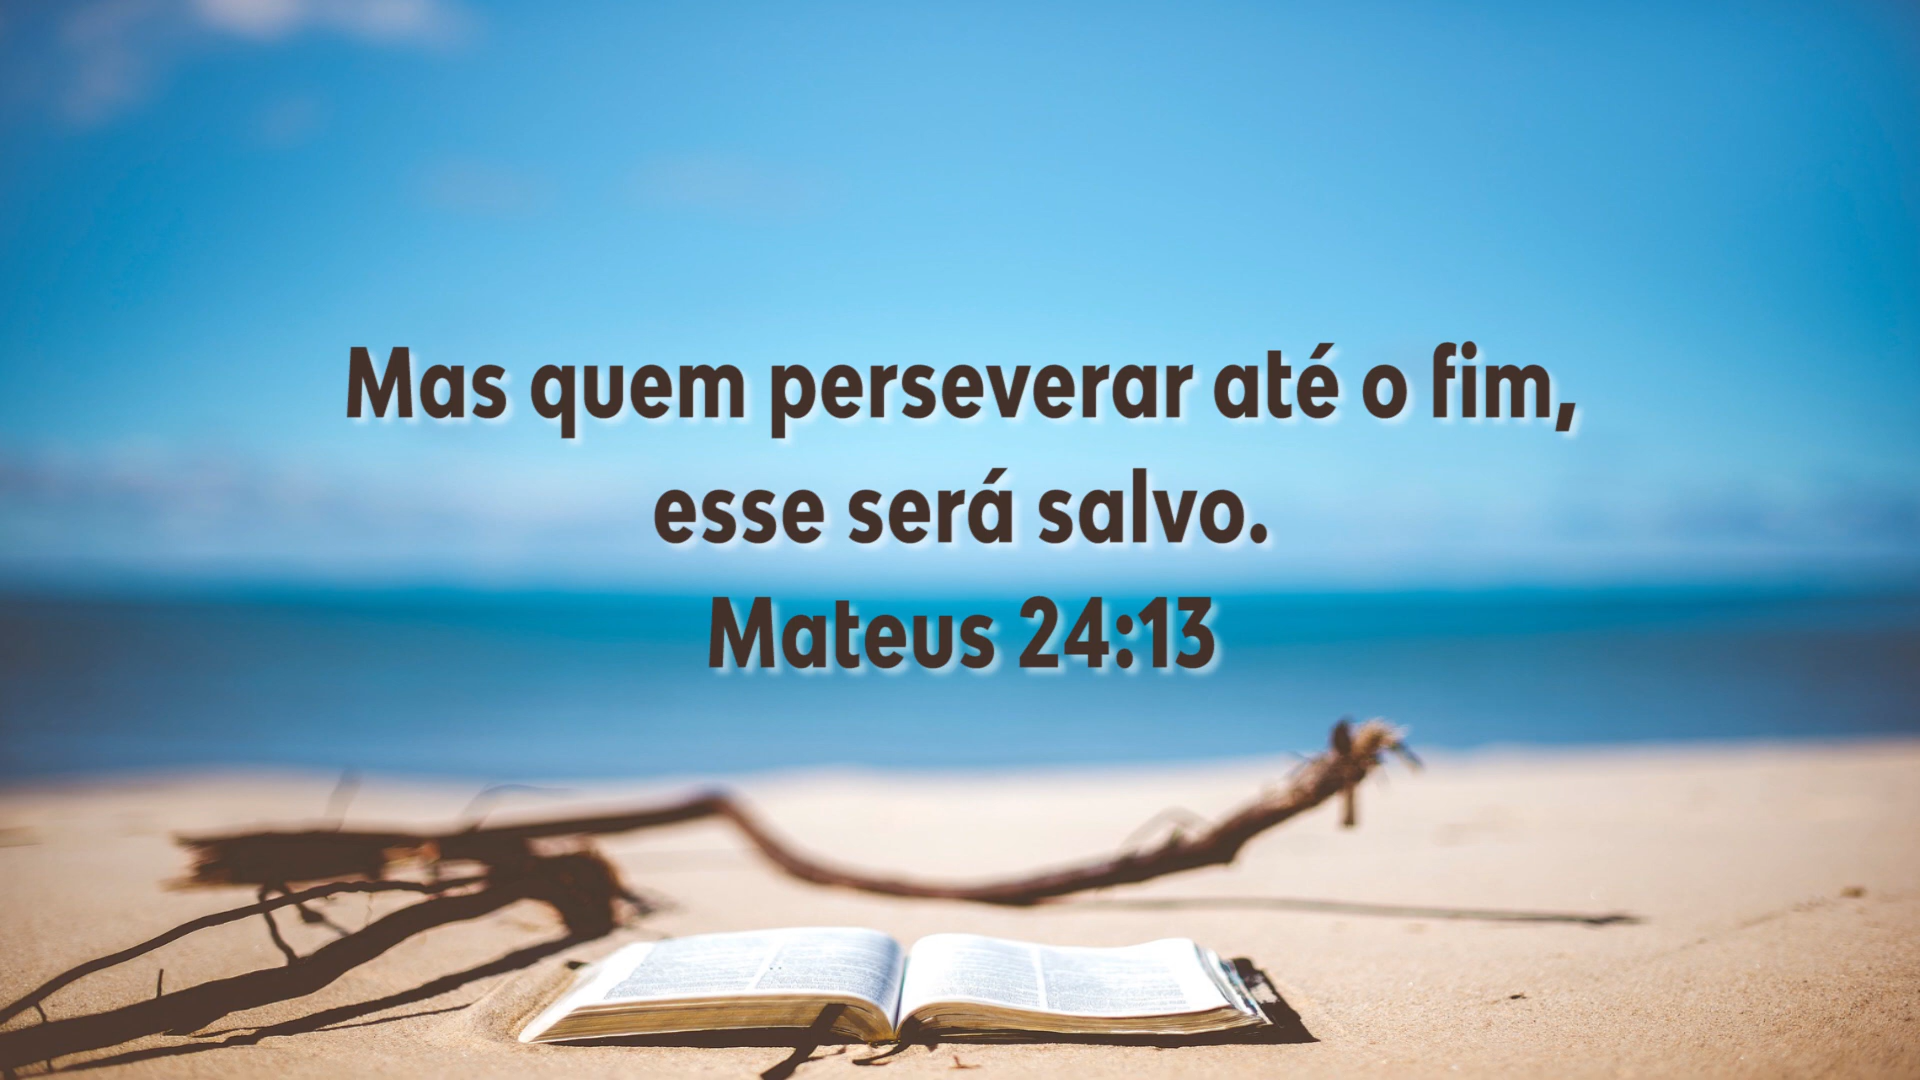 Mas quem perseverar até o fim,
esse será salvo.
Mateus 24:13